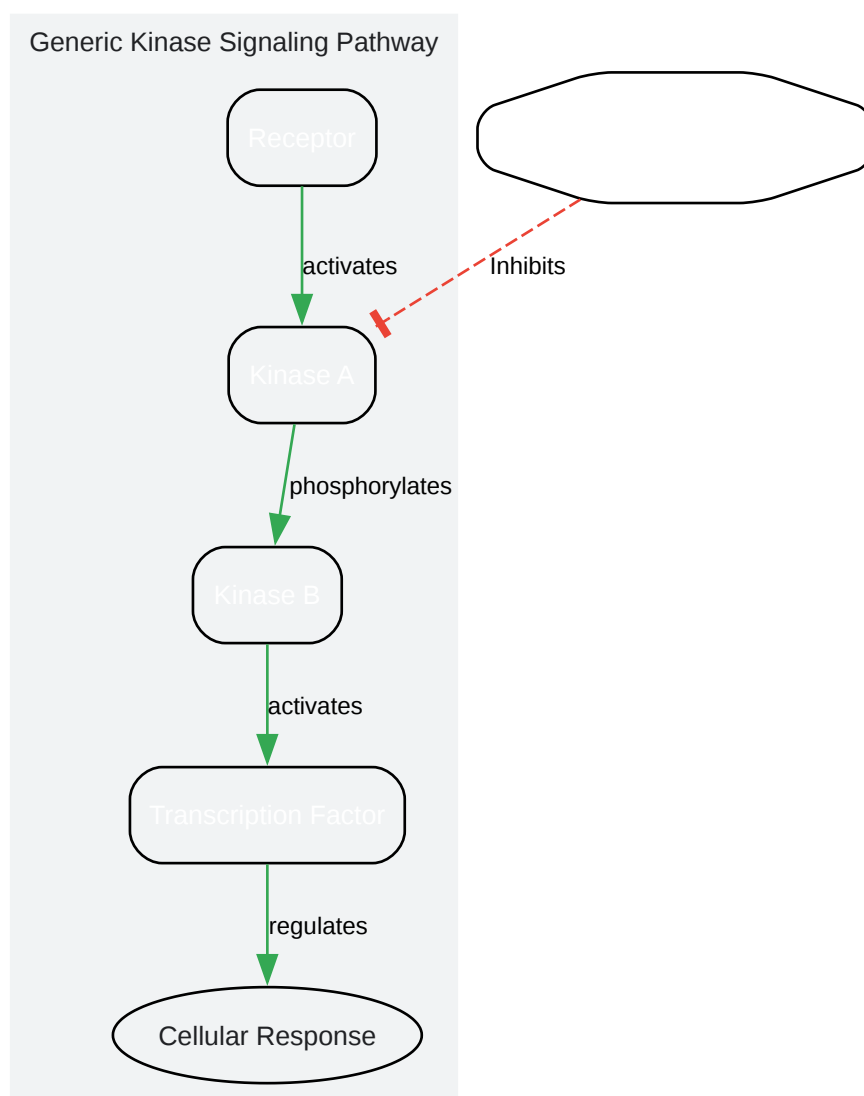 Generic Kinase Signaling Pathway
Receptor
activates
Inhibits
Kinase A
phosphorylates
Kinase B
activates
Transcription Factor
regulates
Cellular Response